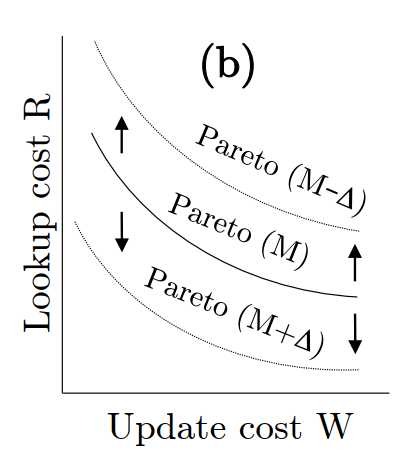 (b)
Lookup cost R
Pareto (M–Δ)
Pareto (M)
Pareto (M+Δ)
Update cost W